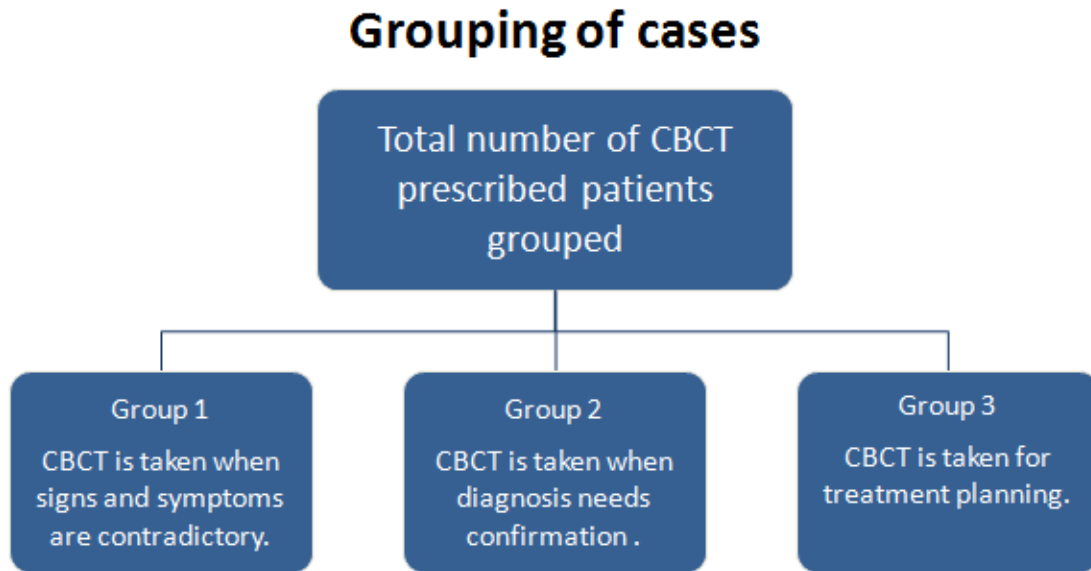 Grouping of cases
Total number of CBCT
prescribed patients
grouped
Group 1
CBCT is taken when
signs and symptoms
are contradictory.
Group 2
CBCT is taken when
diagnosis needs
confirmation .
Group 3
CBCT is taken for
treatment planning.